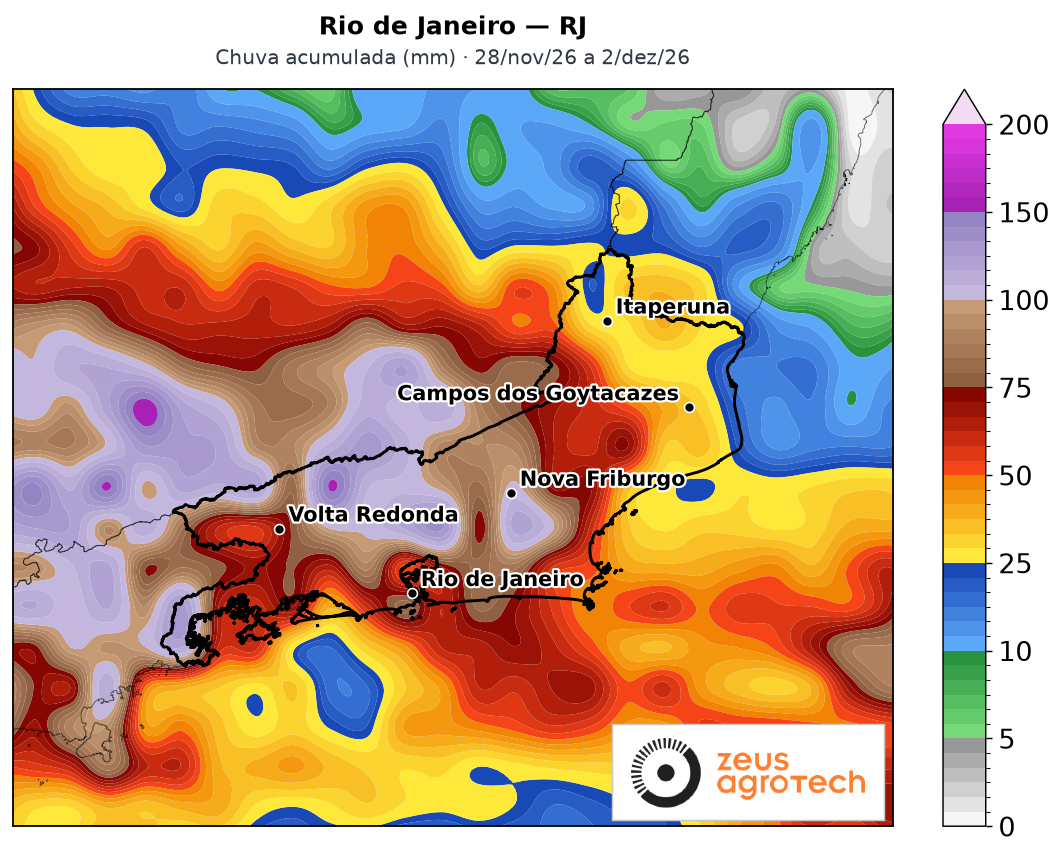 Rio de Janeiro — RJ
Chuva acumulada (mm) · 28/nov/26 a 2/dez/26
200
150
100
75
50
25
10
5
0
Itaperuna
Campos dos Goytacazes
Nova Friburgo
Volta Redonda
Rio de Janeiro
zeus
agrotech